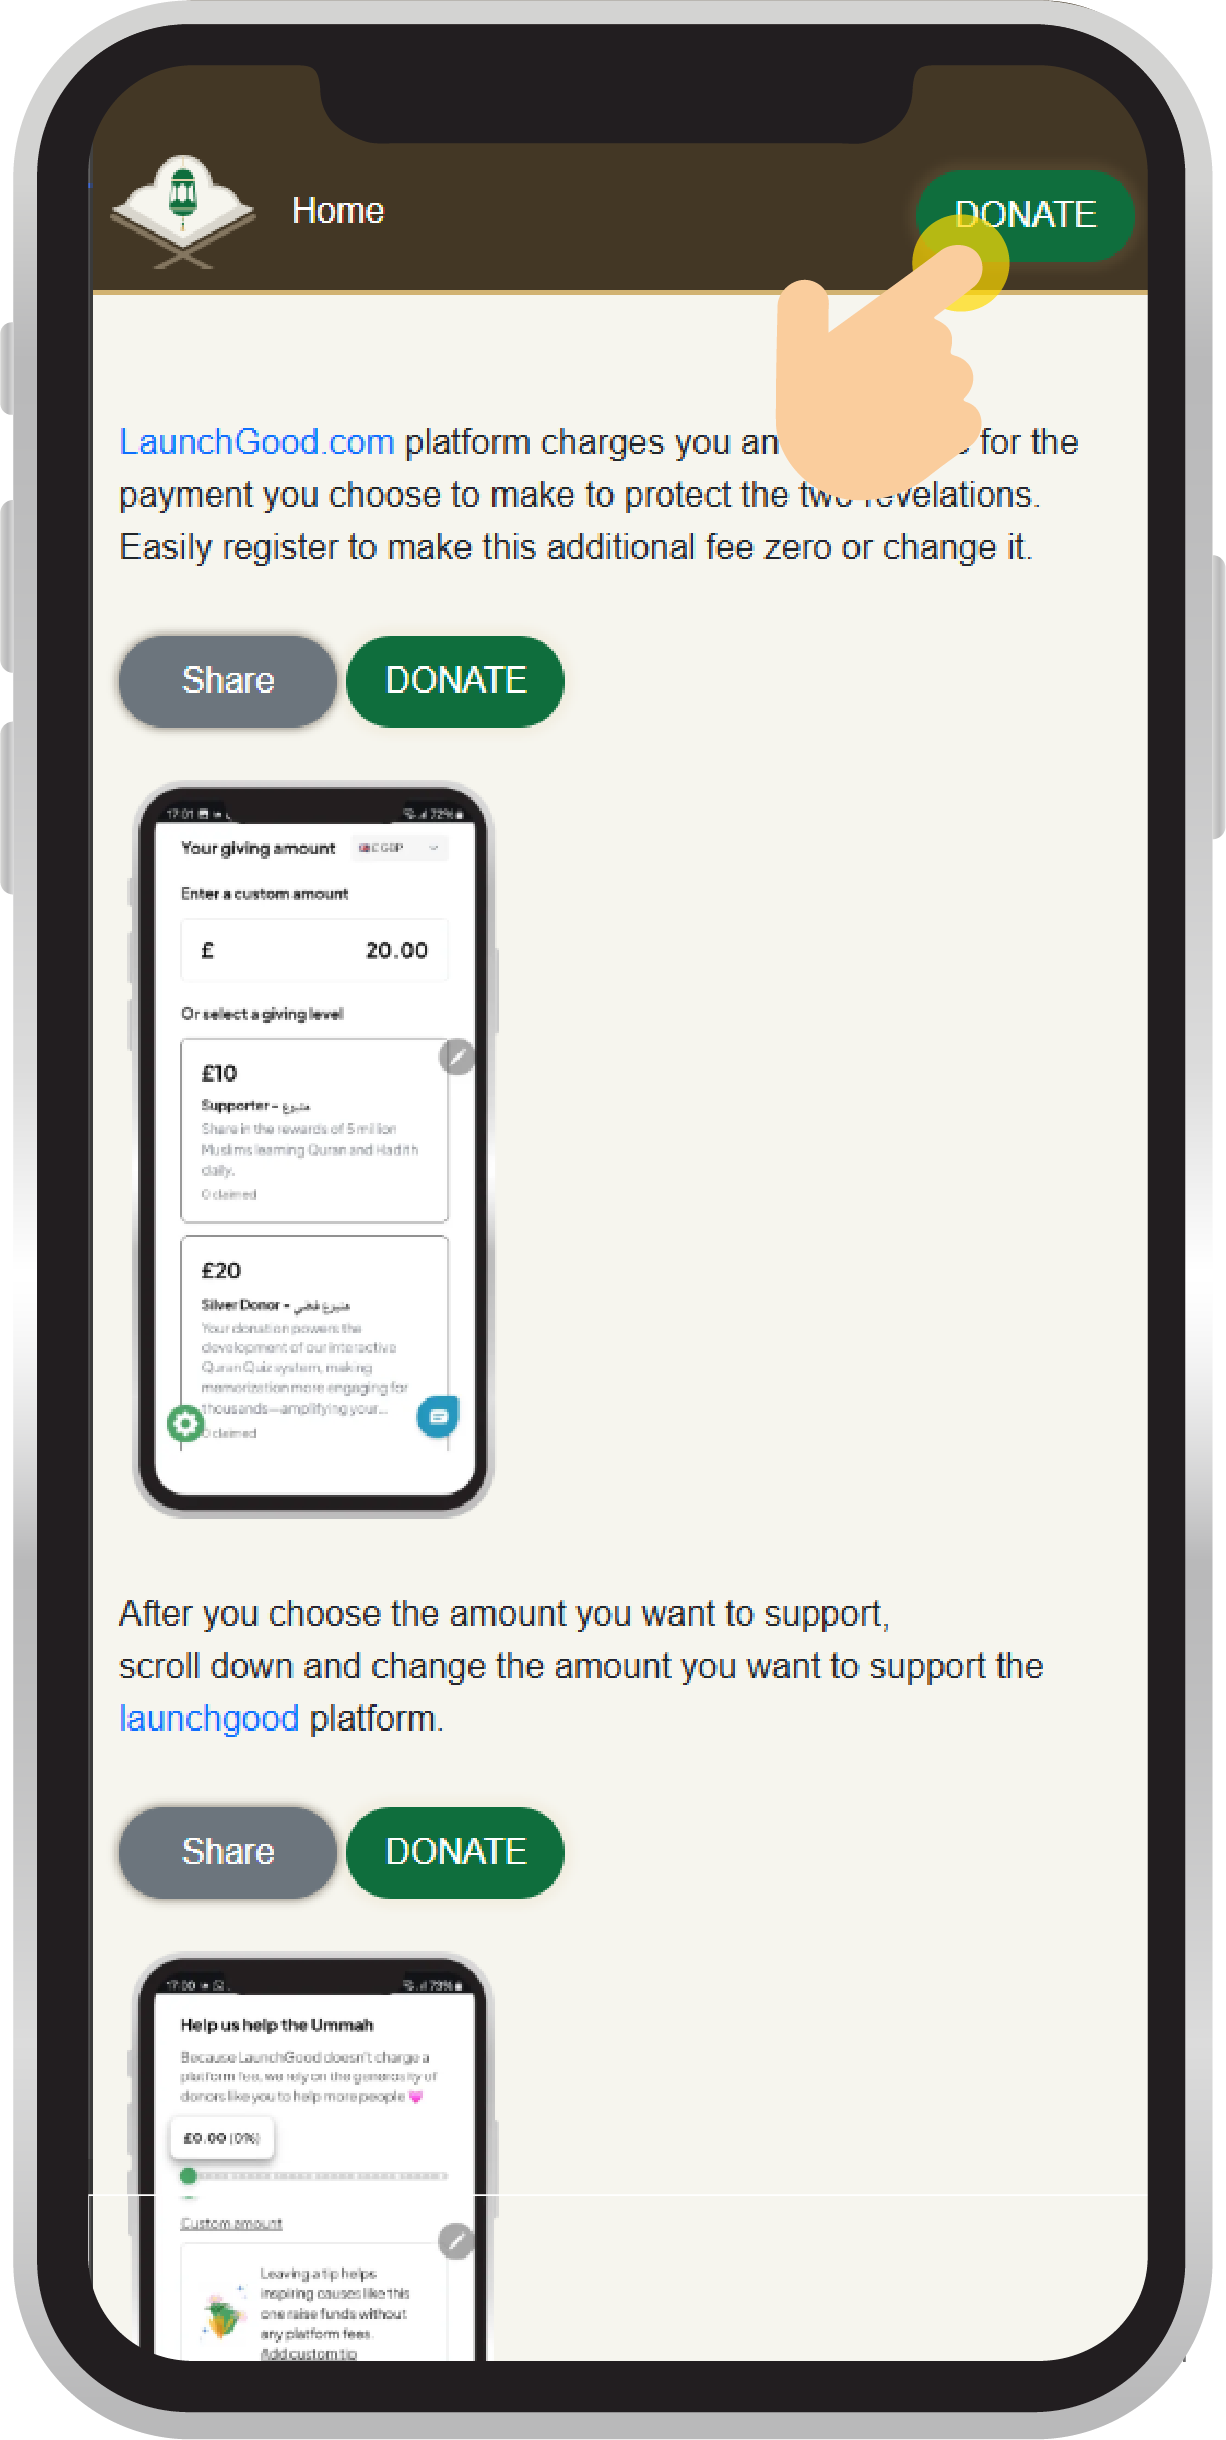 Home
DONATE
LaunchGood.com platform charges you an for the
payment you choose to make to protect the two revelations.
Easily register to make this additional fee zero or change it.
Share
DONATE
17:01
72%
Your giving amount
£ GBP
Enter a custom amount
£ 20.00
Or select a giving level
£10
Supporter - متبرع
Share in the rewards of 5 million
Muslims learning Quran and Hadith
daily.
0 claimed
£20
Silver Donor - متبرع فضي
Your donation powers the
development of our interactive
Quran Quiz system, making
memorization more engaging for
thousands—amplifying your...
0 claimed
After you choose the amount you want to support,
scroll down and change the amount you want to support the
launchgood platform.
Share
DONATE
17:00
73%
Help us help the Ummah
Because LaunchGood doesn't charge a
platform fee, we rely on the generosity of
donors like you to help more people
£0.00 (0%)
Custom amount
Leaving a tip helps
inspiring causes like this
one raise funds without
any platform fees.
Add custom tip